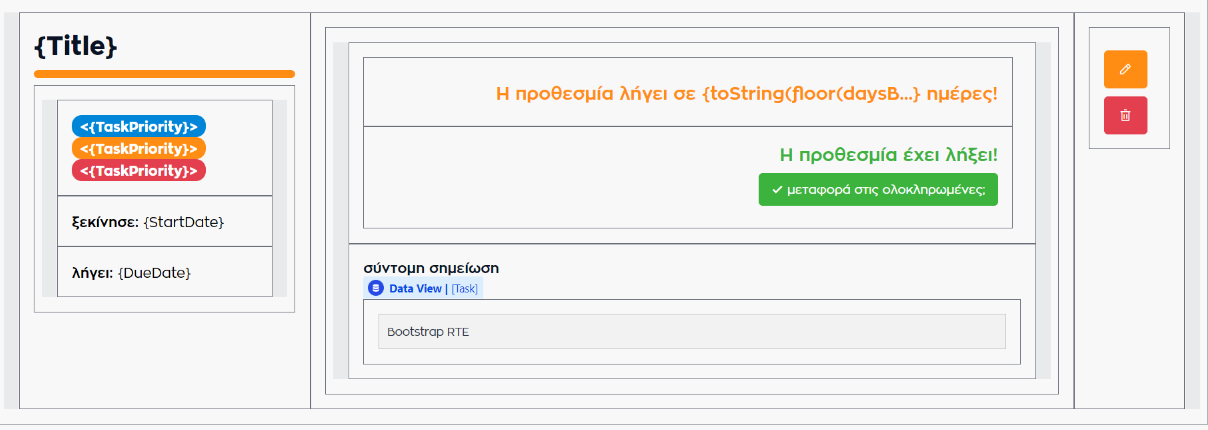 {Title}
<{TaskPriority}>
<{TaskPriority}>
<{TaskPriority}>
ξεκίνησε: {StartDate}
λήγει: {DueDate}
Η προθεσμία λήγει σε {toString(floor(daysB...} ημέρες!
Η προθεσμία έχει λήξει!
μεταφορά στις ολοκληρωμένες;
σύντομη σημείωση
Data View | [Task]
Bootstrap RTE